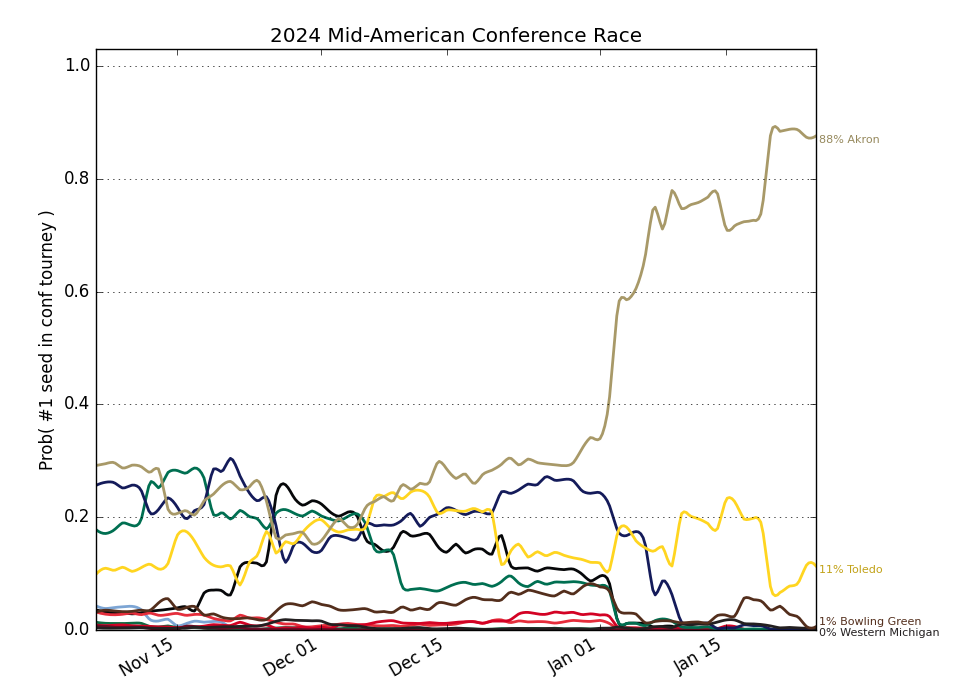 2024 Mid-American Conference Race
Prob( #1 seed in conf tourney )
1.0
0.8
0.6
0.4
0.2
0.0
88% Akron
11% Toledo
1% Bowling Green
0% Western Michigan
Nov 15
Dec 01
Dec 15
Jan 01
Jan 15